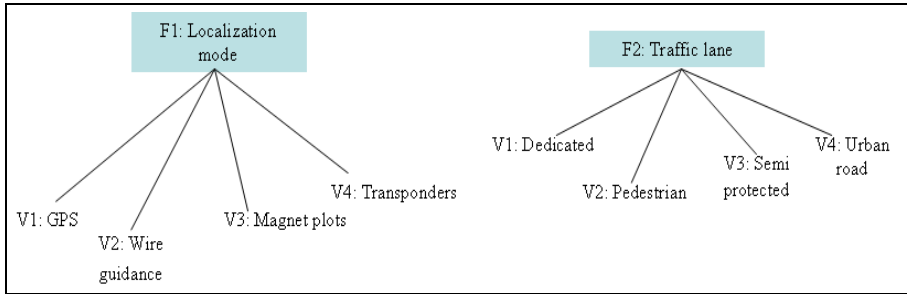 F1: Localization
mode
V1: GPS
V2: Wire
guidance
V3: Magnet plots
V4: Transponders
F2: Traffic lane
V1: Dedicated
V2: Pedestrian
V3: Semi
protected
V4: Urban
road